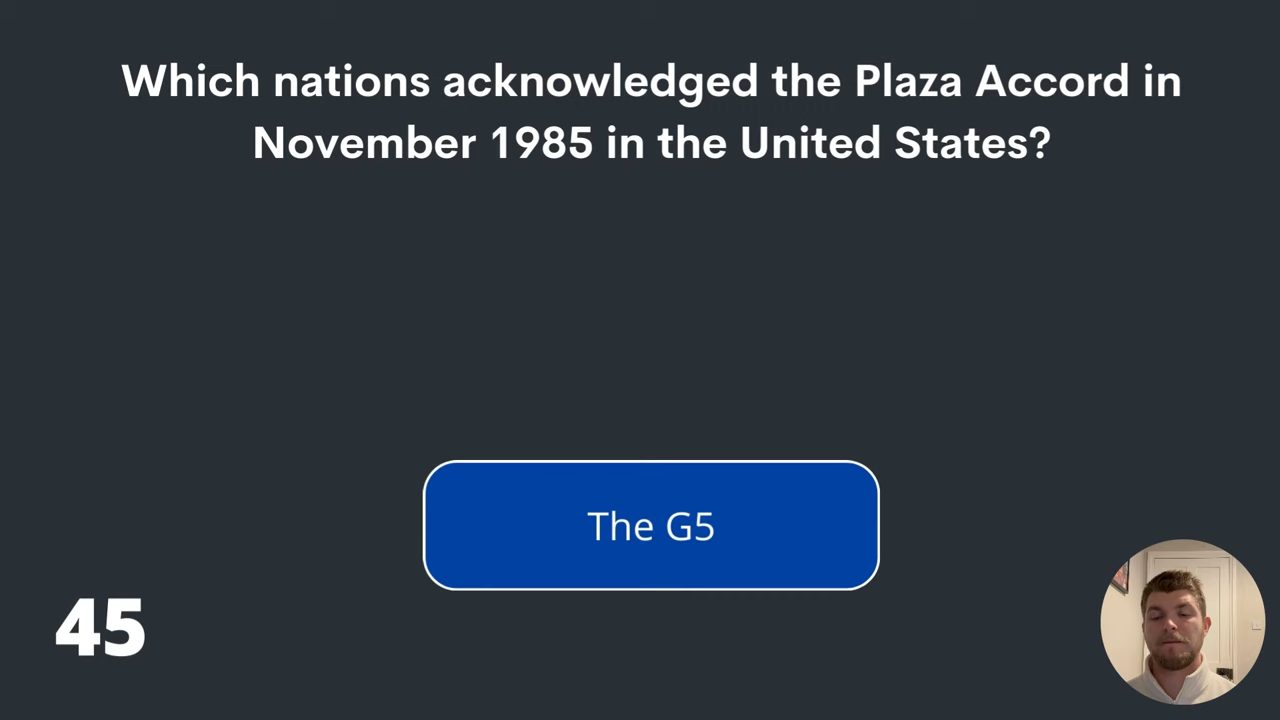 Which nations acknowledged the Plaza Accord in
November 1985 in the United States?
The G5
45